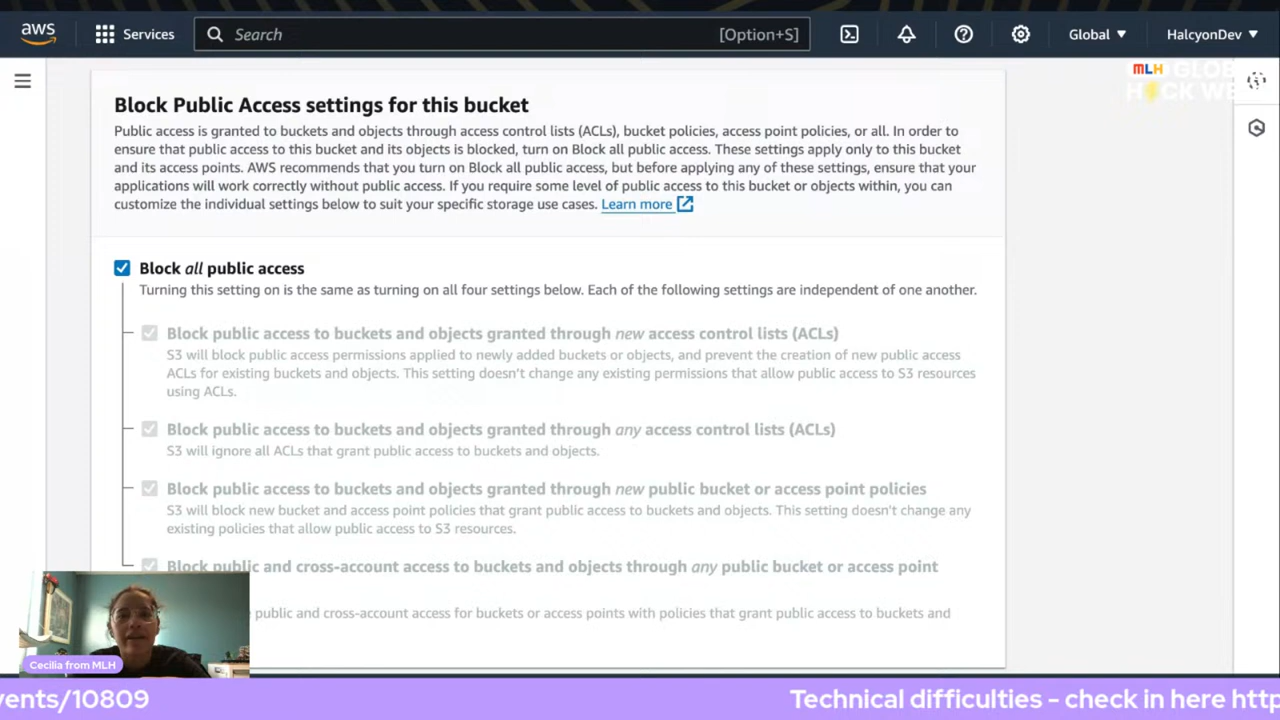 aws
Services
Search
[Option+S]
Global
HalcyonDev
MLH GLOB
HACK WE
Block Public Access settings for this bucket
Public access is granted to buckets and objects through access control lists (ACLs), bucket policies, access point policies, or all. In order to
ensure that public access to this bucket and its objects is blocked, turn on Block all public access. These settings apply only to this bucket
and its access points. AWS recommends that you turn on Block all public access, but before applying any of these settings, ensure that your
applications will work correctly without public access. If you require some level of public access to this bucket or objects within, you can
customize the individual settings below to suit your specific storage use cases. Learn more
Block all public access
Turning this setting on is the same as turning on all four settings below. Each of the following settings are independent of one another.
Block public access to buckets and objects granted through new access control lists (ACLs)
S3 will block public access permissions applied to newly added buckets or objects, and prevent the creation of new public access
ACLs for existing buckets and objects. This setting doesn't change any existing permissions that allow public access to S3 resources
using ACLs.
Block public access to buckets and objects granted through any access control lists (ACLs)
S3 will ignore all ACLs that grant public access to buckets and objects.
Block public access to buckets and objects granted through new public bucket or access point policies
S3 will block new bucket and access point policies that grant public access to buckets and objects. This setting doesn't change any
existing policies that allow public access to S3 resources.
Block public and cross-account access to buckets and objects through any public bucket or access point
public and cross-account access for buckets or access points with policies that grant public access to buckets and
Cecilia from MLH
vents/10809
Technical difficulties - check in here http